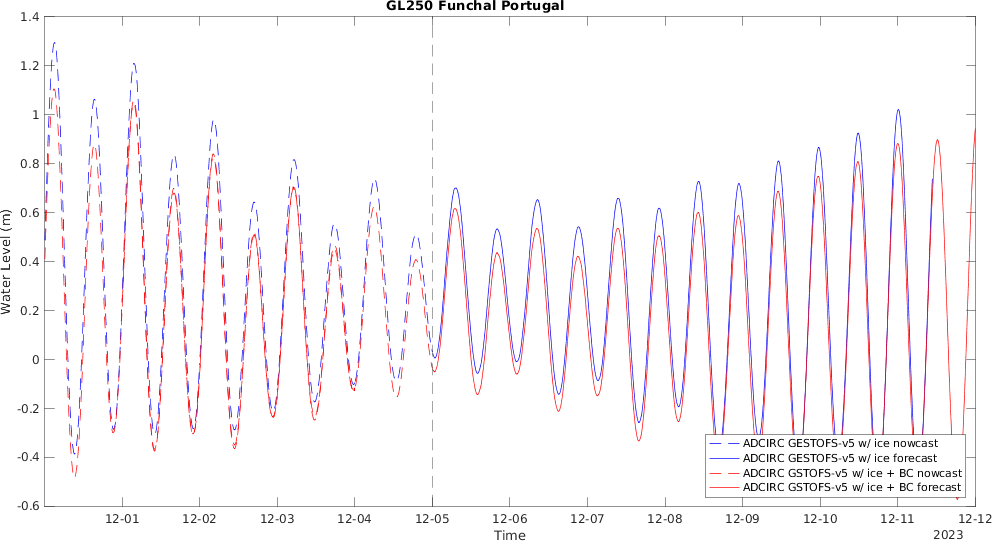 GL250 Funchal Portugal
1.4
1.2
1
0.8
0.6
0.4
0.2
0
-0.2
-0.4
-0.6
Water Level (m)
ADCIRC GESTOFS-v5 w/ ice nowcast
ADCIRC GESTOFS-v5 w/ ice forecast
ADCIRC GSTOFS-v5 w/ ice + BC nowcast
ADCIRC GSTOFS-v5 w/ ice + BC forecast
12-01 12-02 12-03 12-04 12-05 12-06 12-07 12-08 12-09 12-10 12-11 12-12
Time
2023